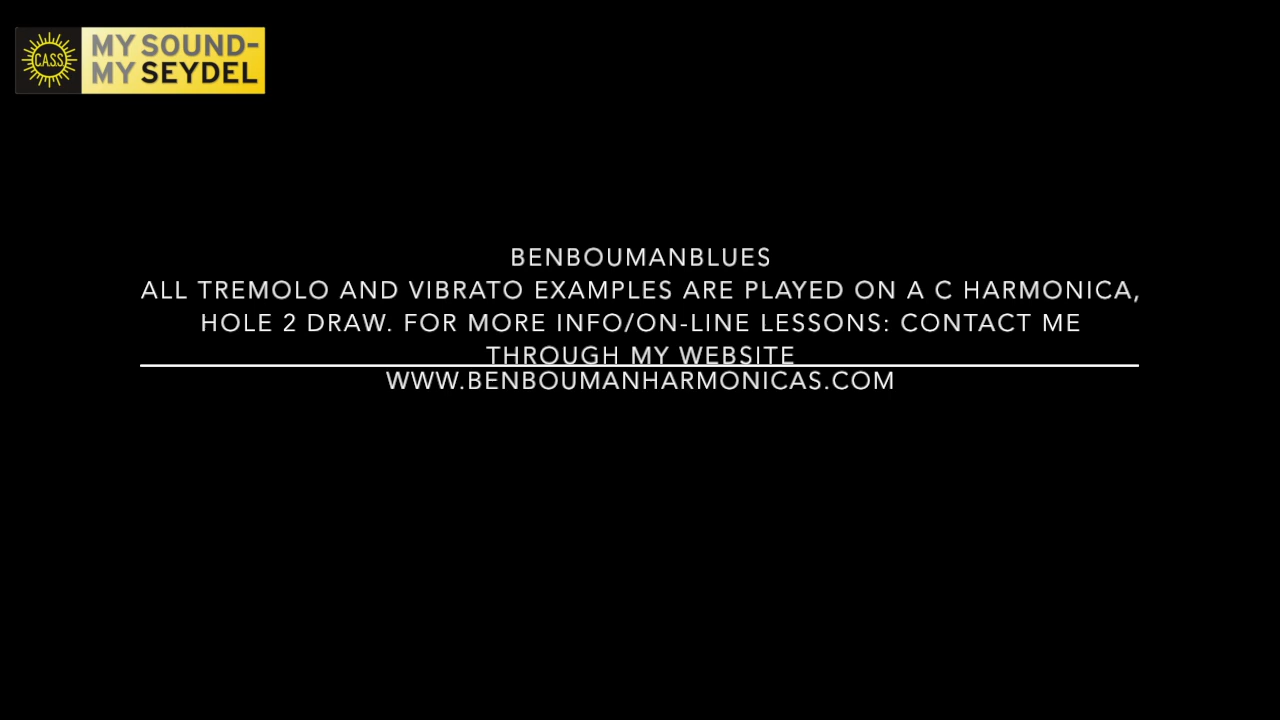 C.A.S.S
MY SOUND-
MY SEYDEL
BENBOUMANBLUES
ALL TREMOLO AND VIBRATO EXAMPLES ARE PLAYED ON A C HARMONICA,
HOLE 2 DRAW. FOR MORE INFO/ON-LINE LESSONS: CONTACT ME
THROUGH MY WEBSITE
WWW.BENBOUMANHARMONICAS.COM